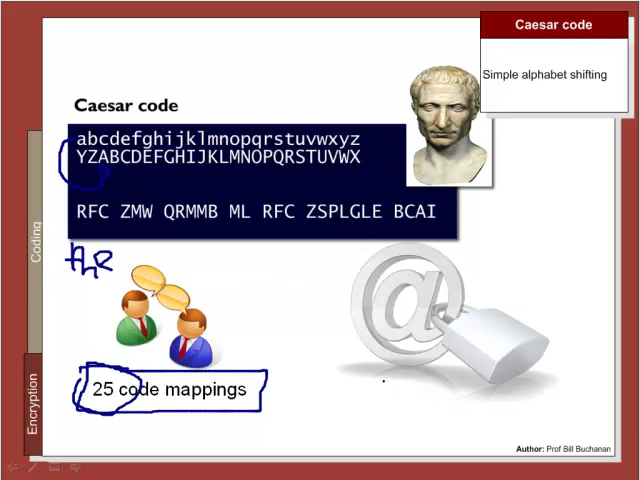 Caesar code
Simple alphabet shifting
Caesar code
abcdefghijklmnopqrstuvwxyz
YZABCDEFGHIJKLMNOPQRSTUVWX
RFC ZMW QRMMB ML RFC ZSPLGLE BCAI
Coding
@
25 code mappings
Encryption
Author: Prof Bill Buchanan